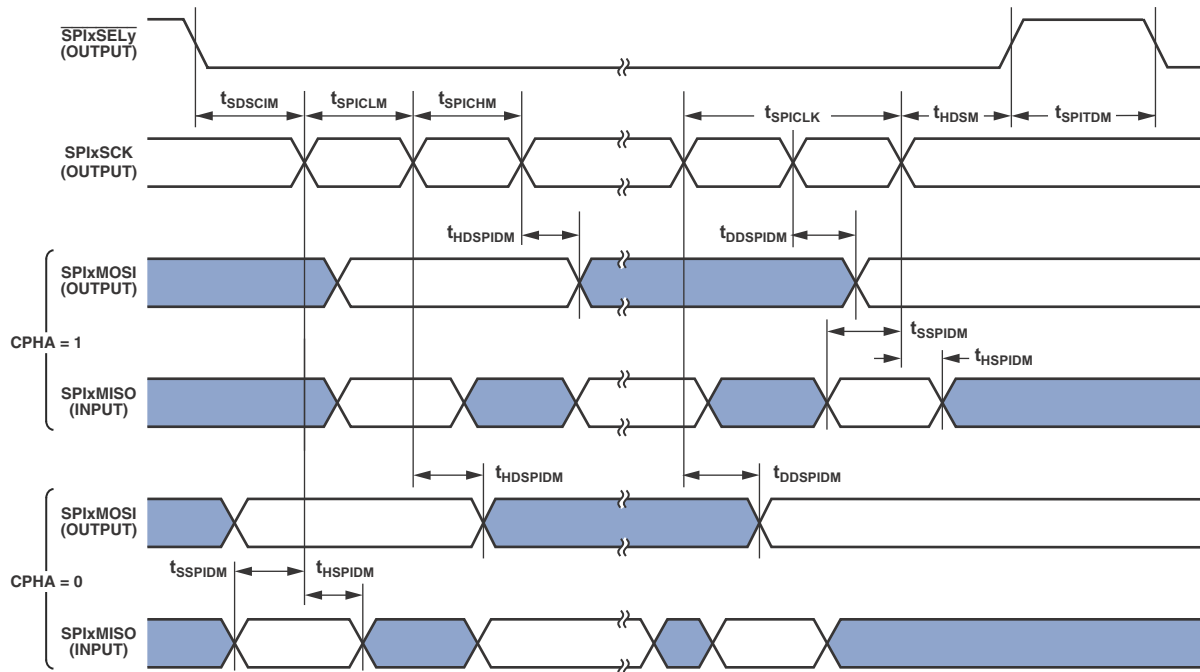 SPIxSELy
(OUTPUT)
tSDSCIM
tSPICLM
tSPICHM
tSPICLK
tHDSM
tSPITDM
SPIxSCK
(OUTPUT)
tHDSPIDM
tDDSPIDM
SPIxMOSI
(OUTPUT)
CPHA = 1
tSSPIDM
tHSPIDM
SPIxMISO
(INPUT)
tHDSPIDM
tDDSPIDM
SPIxMOSI
(OUTPUT)
CPHA = 0
tSSPIDM
tHSPIDM
SPIxMISO
(INPUT)